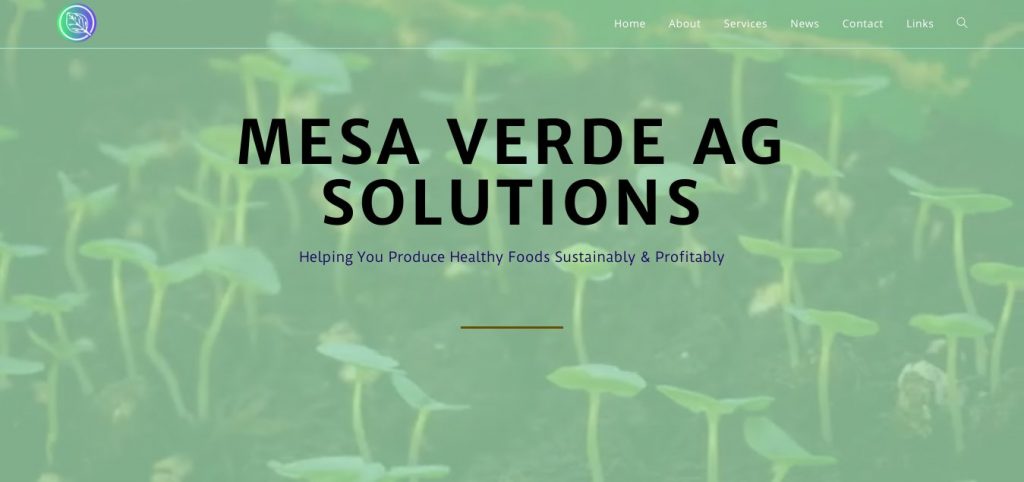 Home About Services News Contact Links
MESA VERDE AG
SOLUTIONS
Helping You Produce Healthy Foods Sustainably & Profitably